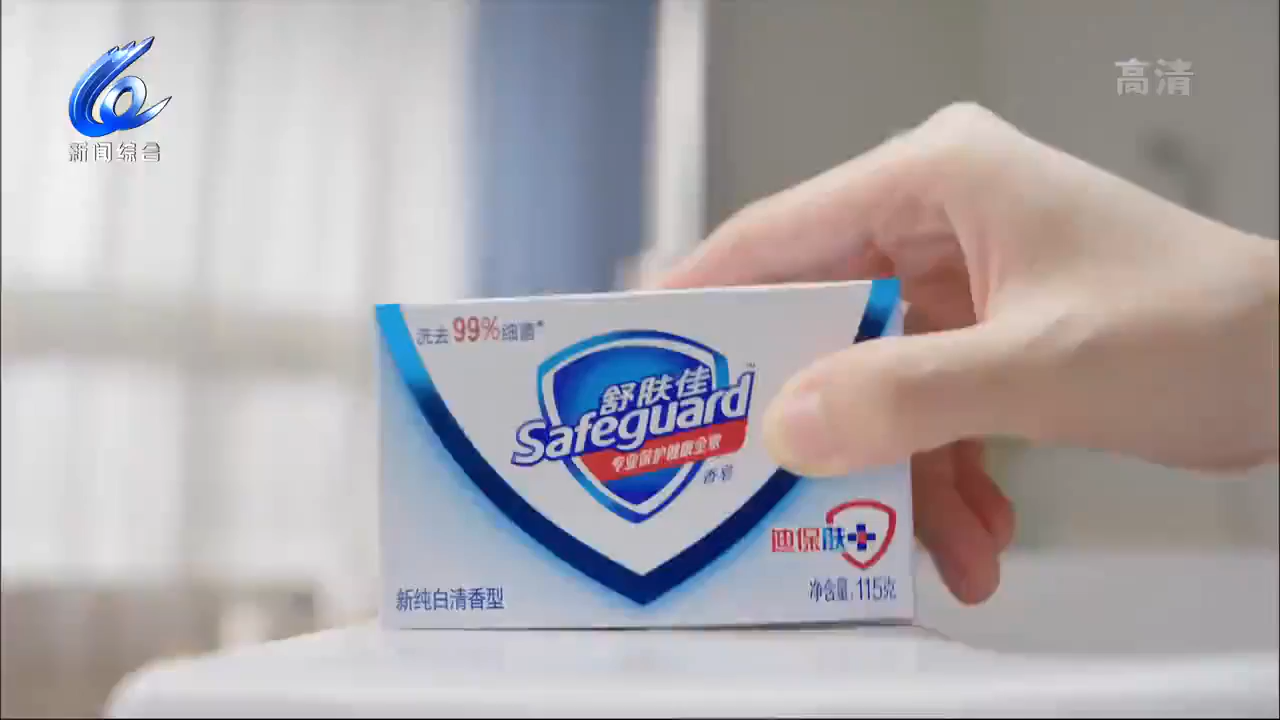 高清
新闻综合
洗去99%细菌*
舒肤佳
Safeguard™
专业保护健康全家
香皂
迪保肤
新纯白清香型
净含量:115克